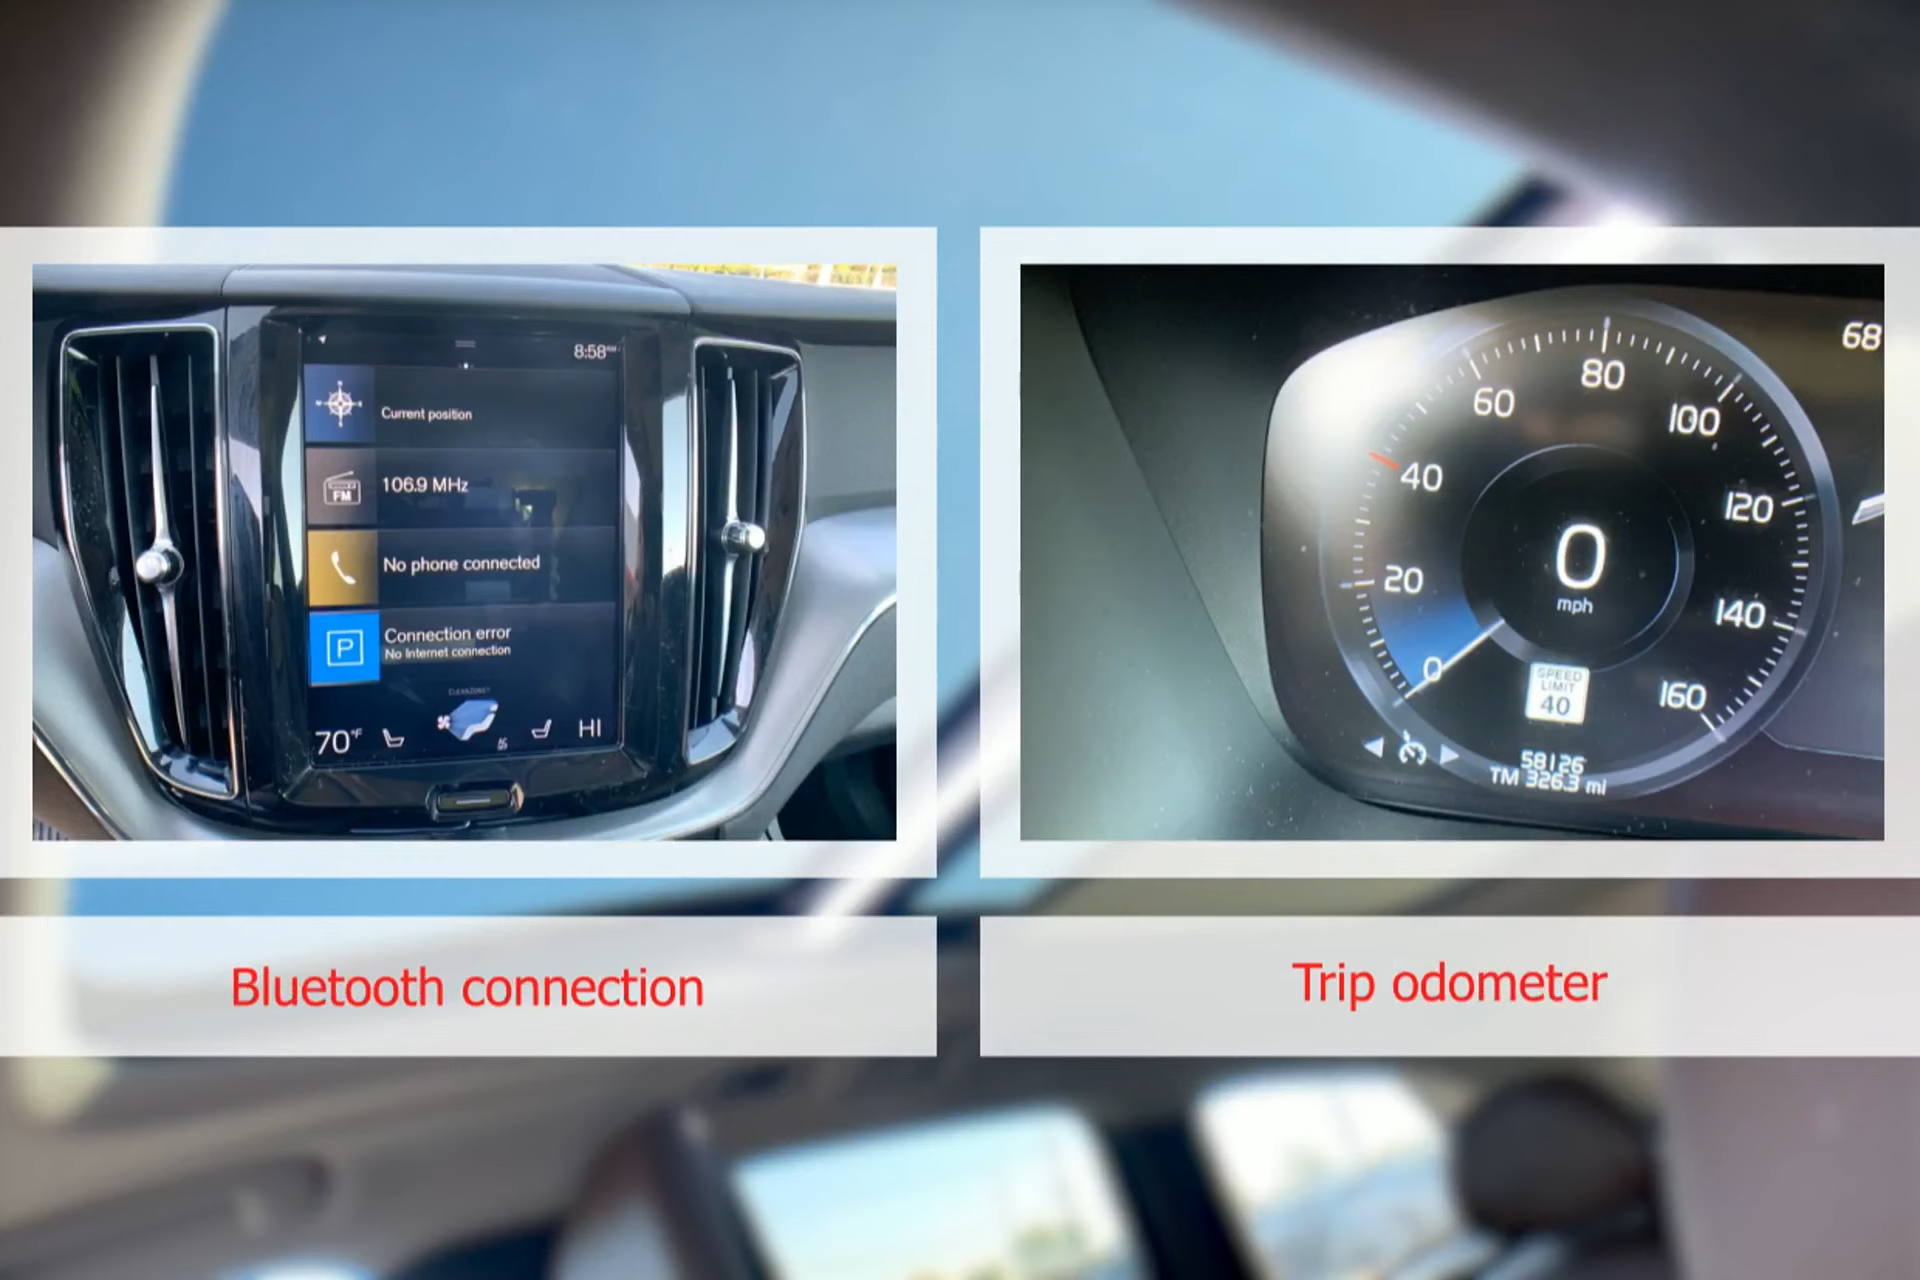 8:58
Current position
FM
106.9 MHz
No phone connected
P
Connection error
No Internet connection
CLEANZONE
70°F
HI
68
80
60
100
40
120
0
mph
20
140
0
160
SPEED
LIMIT
40
58126
TM 326.3 mi
Bluetooth connection
Trip odometer